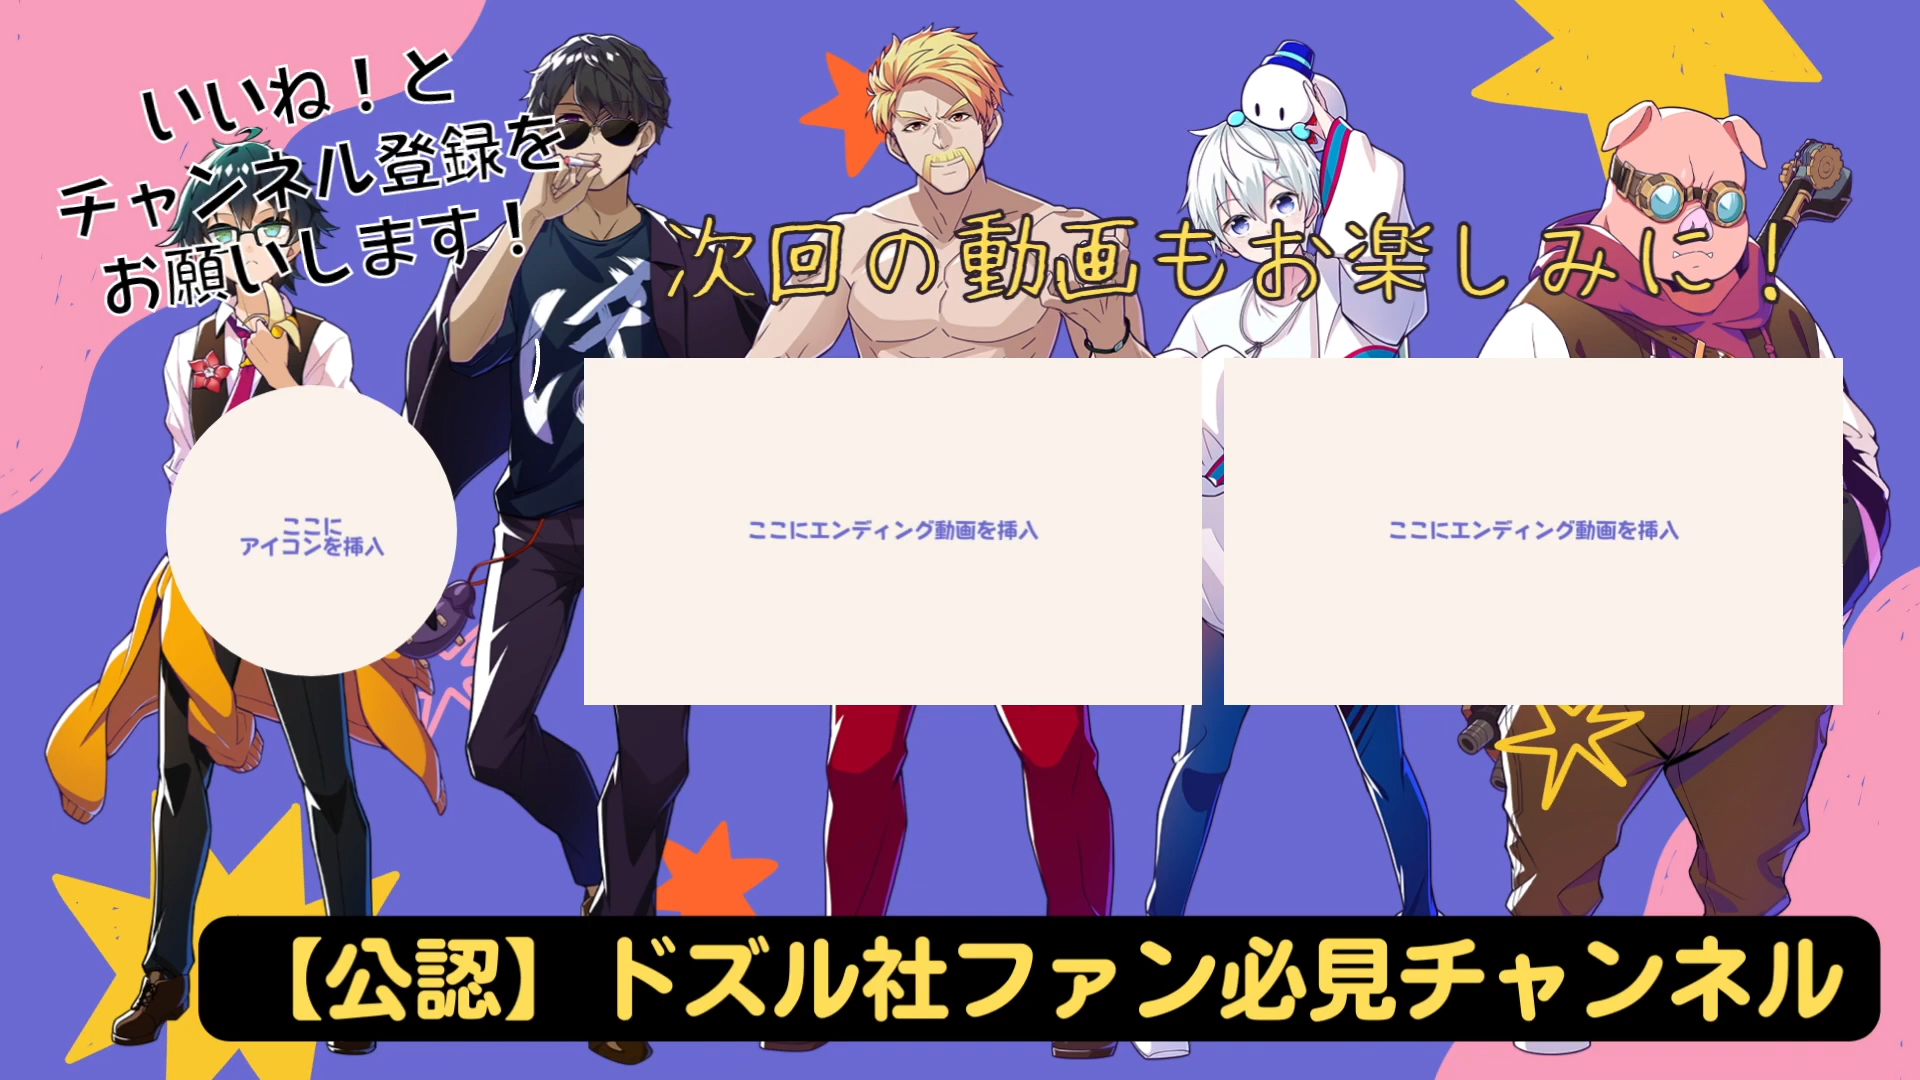 いいね！と
チャンネル登録を
お願いします！
次回の動画もお楽しみに！
ここに
アイコンを挿入
ここにエンディング動画を挿入
ここにエンディング動画を挿入
【公認】ドズル社ファン必見チャンネル